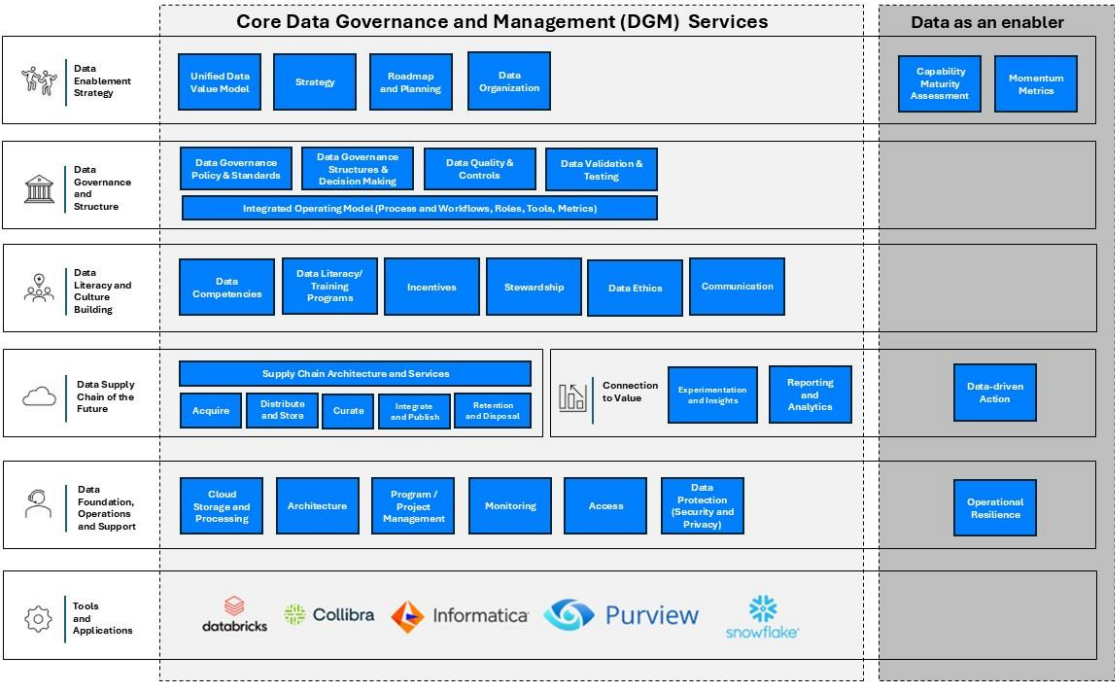 Core Data Governance and Management (DGM) Services
Data as an enabler
Data
Enablement
Strategy
Unified Data
Value Model
Strategy
Roadmap
and Planning
Data
Organization
Capability
Maturity
Assessment
Momentum
Metrics
Data
Governance
and
Structure
Data Governance
Policy & Standards
Data Governance
Structures &
Decision Making
Data Quality &
Controls
Data Validation &
Testing
Integrated Operating Model (Process and Workflows, Roles, Tools, Metrics)
Data
Literacy and
Culture
Building
Data
Competencies
Data Literacy/
Training
Programs
Incentives
Stewardship
Data Ethics
Communication
Data Supply
Chain of the
Future
Supply Chain Architecture and Services
Acquire
Distribute
and Store
Curate
Integrate
and Publish
Retention
and Disposal
Connection
to Value
Experimentation
and Insights
Reporting
and
Analytics
Data-driven
Action
Data
Foundation,
Operations
and Support
Cloud
Storage and
Processing
Architecture
Program /
Project
Management
Monitoring
Access
Data
Protection
(Security and
Privacy)
Operational
Resilience
Tools
and
Applications
databricks
Collibra
Informatica
Purview
snowflake